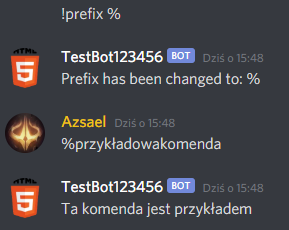 !prefix %
TestBot123456 BOT Dziś o 15:48
Prefix has been changed to: %
Azsael Dziś o 15:48
%przykładowakomenda
TestBot123456 BOT Dziś o 15:48
Ta komenda jest przykładem